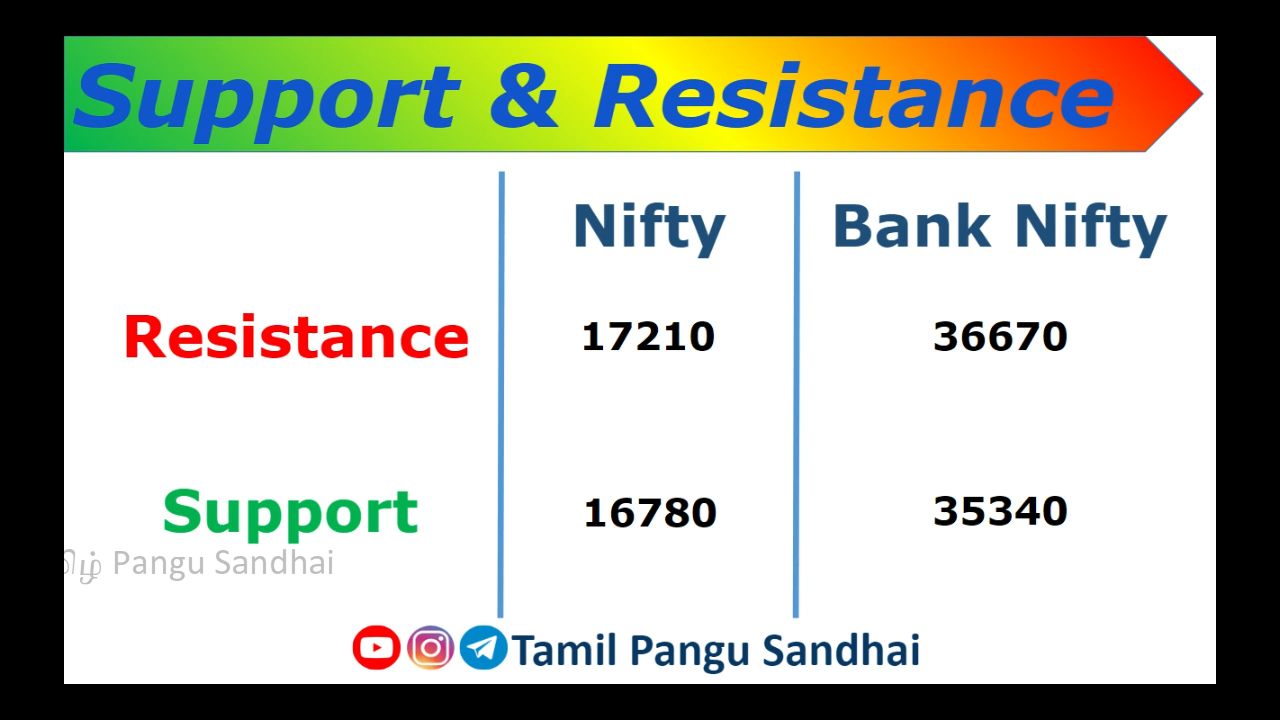 Support & Resistance
Nifty Bank Nifty
Resistance 17210 36670
Support 16780 35340
Pangu Sandhai
Tamil Pangu Sandhai